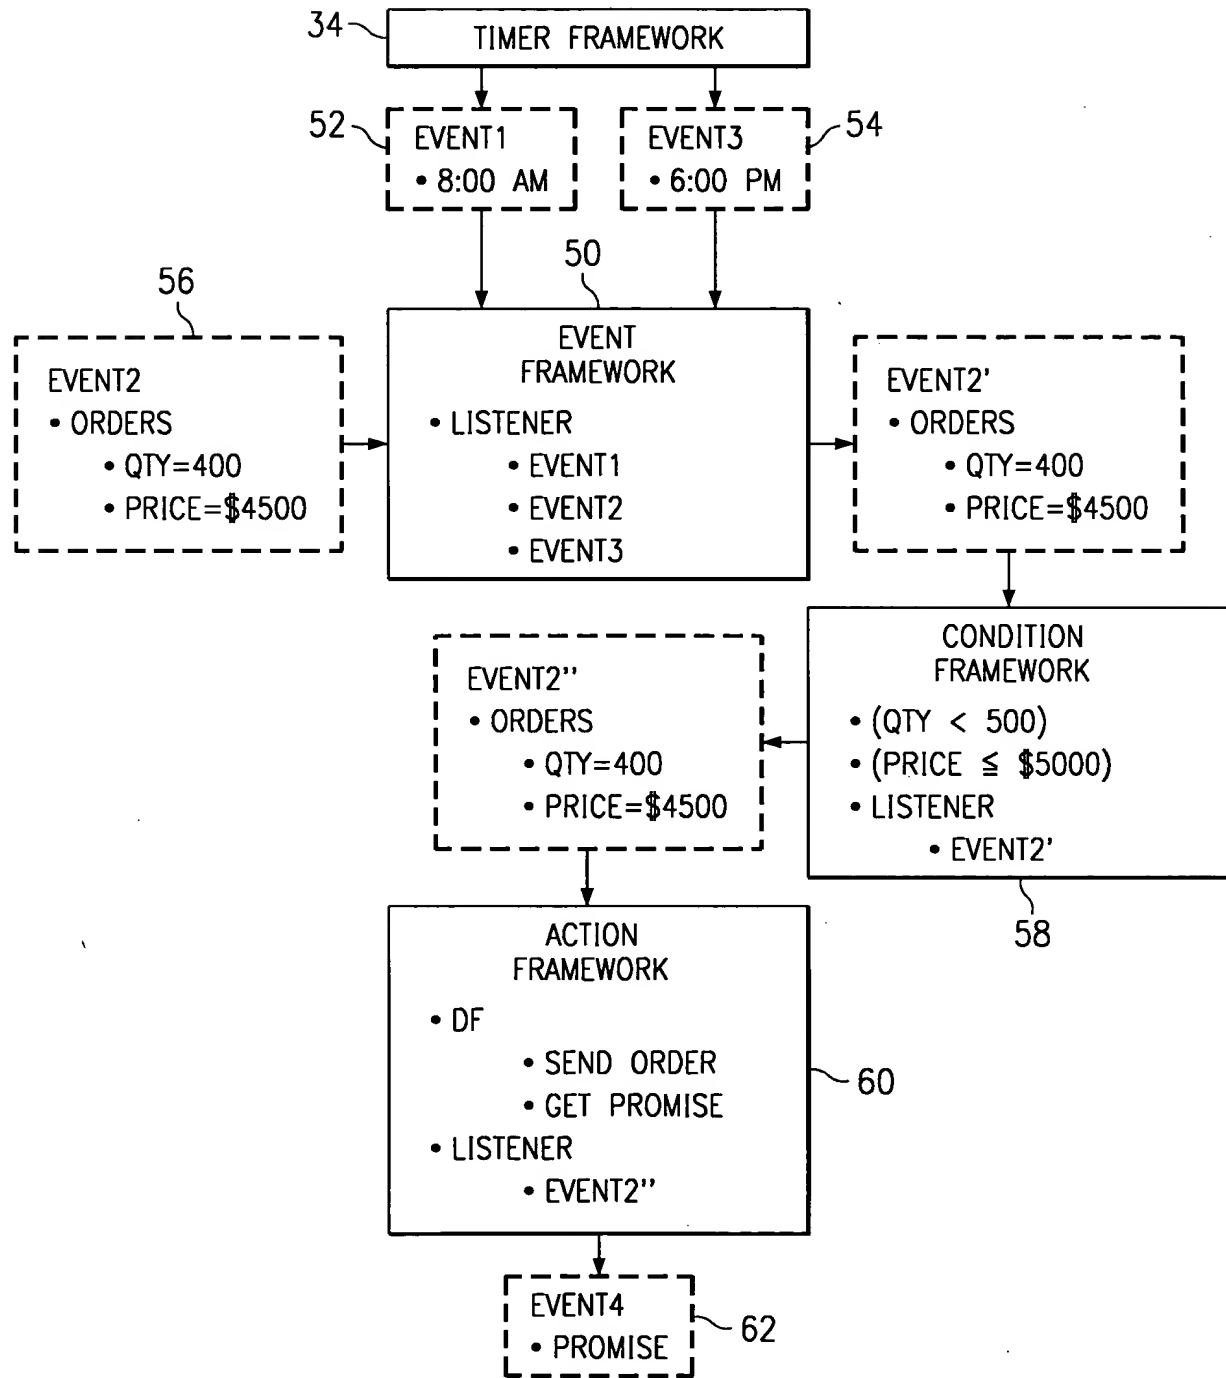 34
TIMER FRAMEWORK
52
EVENT1
• 8:00 AM
EVENT3
• 6:00 PM
54
56
50
EVENT2
• ORDERS
• QTY=400
• PRICE=$4500
EVENT
FRAMEWORK
• LISTENER
• EVENT1
• EVENT2
• EVENT3
EVENT2'
• ORDERS
• QTY=400
• PRICE=$4500
CONDITION
FRAMEWORK
• (QTY < 500)
• (PRICE ≦ $5000)
• LISTENER
• EVENT2'
58
EVENT2''
• ORDERS
• QTY=400
• PRICE=$4500
ACTION
FRAMEWORK
• DF
• SEND ORDER
• GET PROMISE
• LISTENER
• EVENT2''
60
EVENT4
• PROMISE
62